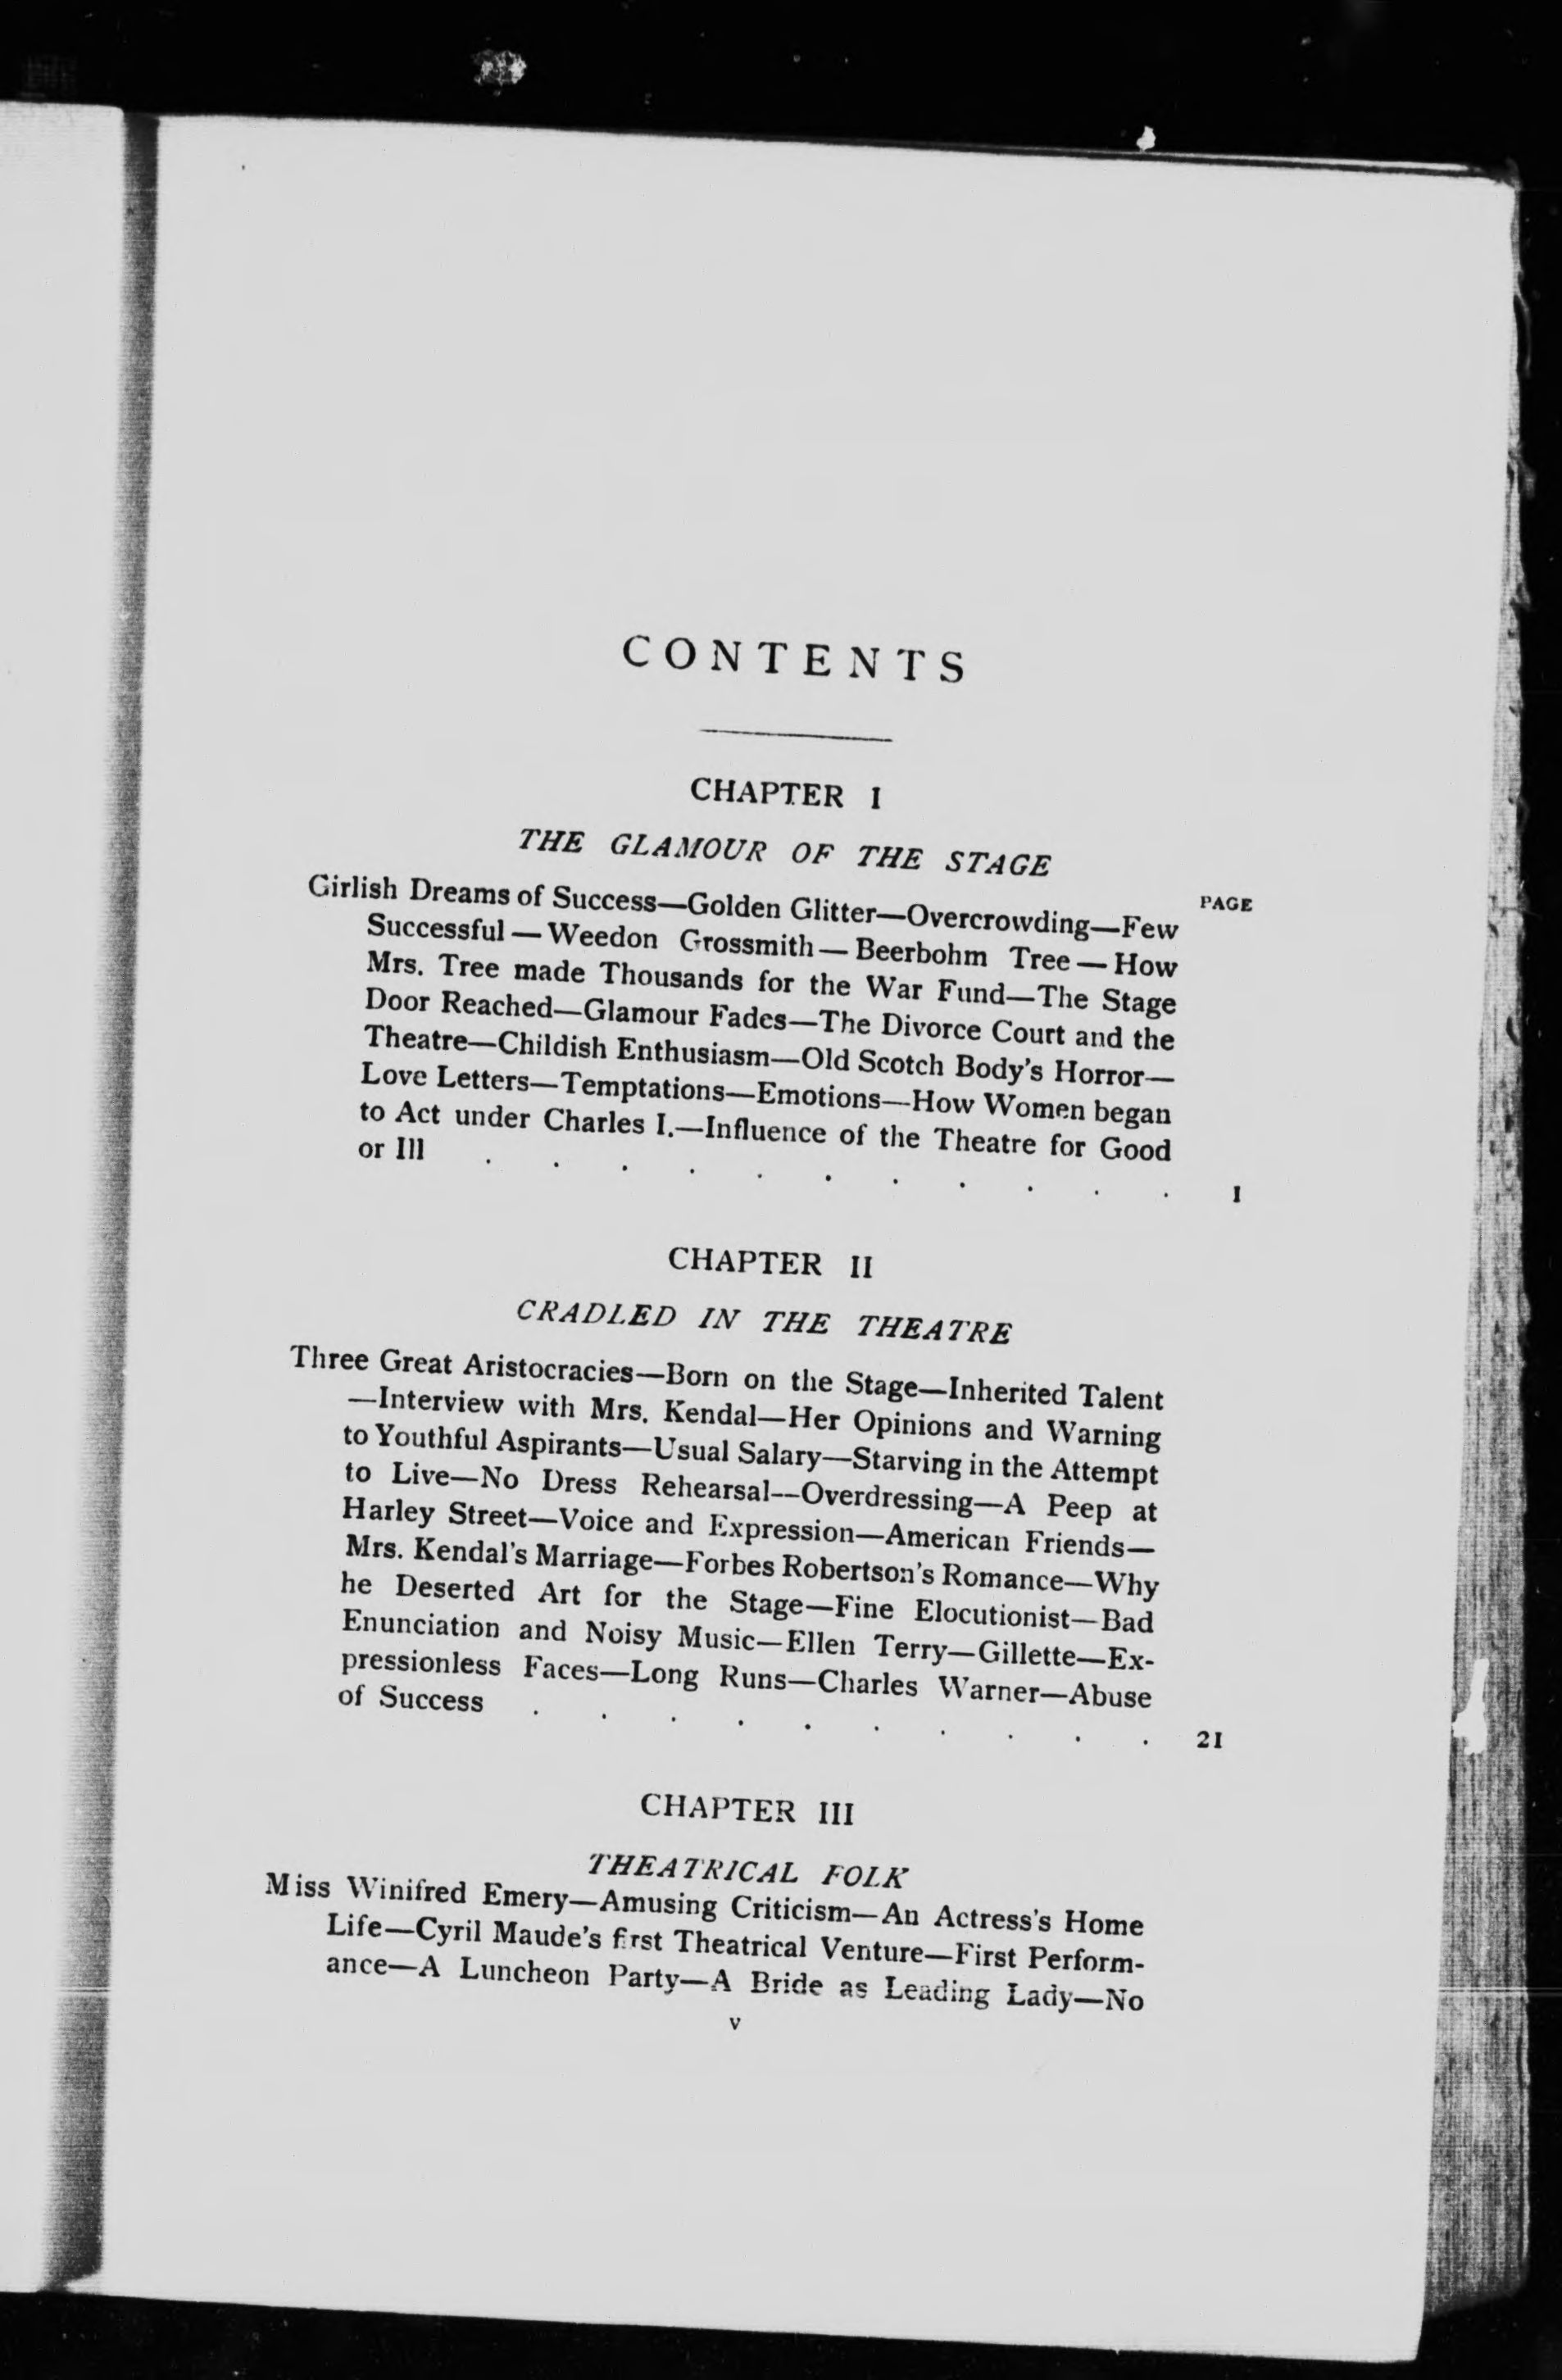 CONTENTS
CHAPTER I
THE GLAMOUR OF THE STAGE
PAGE
Girlish Dreams of Success—Golden Glitter—Overcrowding—Few
Successful—Weedon Grossmith—Beerbohm Tree—How
Mrs. Tree made Thousands for the War Fund—The Stage
Door Reached—Glamour Fades—The Divorce Court and the
Theatre—Childish Enthusiasm—Old Scotch Body's Horror—
Love Letters—Temptations—Emotions—How Women began
to Act under Charles I.—Influence of the Theatre for Good
or Ill . . . . . . . . . . . 1
CHAPTER II
CRADLED IN THE THEATRE
Three Great Aristocracies—Born on the Stage—Inherited Talent
—Interview with Mrs. Kendal—Her Opinions and Warning
to Youthful Aspirants—Usual Salary—Starving in the Attempt
to Live—No Dress Rehearsal—Overdressing—A Peep at
Harley Street—Voice and Expression—American Friends—
Mrs. Kendal's Marriage—Forbes Robertson's Romance—Why
he Deserted Art for the Stage—Fine Elocutionist—Bad
Enunciation and Noisy Music—Ellen Terry—Gillette—Ex-
pressionless Faces—Long Runs—Charles Warner—Abuse
of Success . . . . . . . . . . 21
CHAPTER III
THEATRICAL FOLK
Miss Winifred Emery—Amusing Criticism—An Actress's Home
Life—Cyril Maude's first Theatrical Venture—First Perform-
ance—A Luncheon Party—A Bride as Leading Lady—No
v